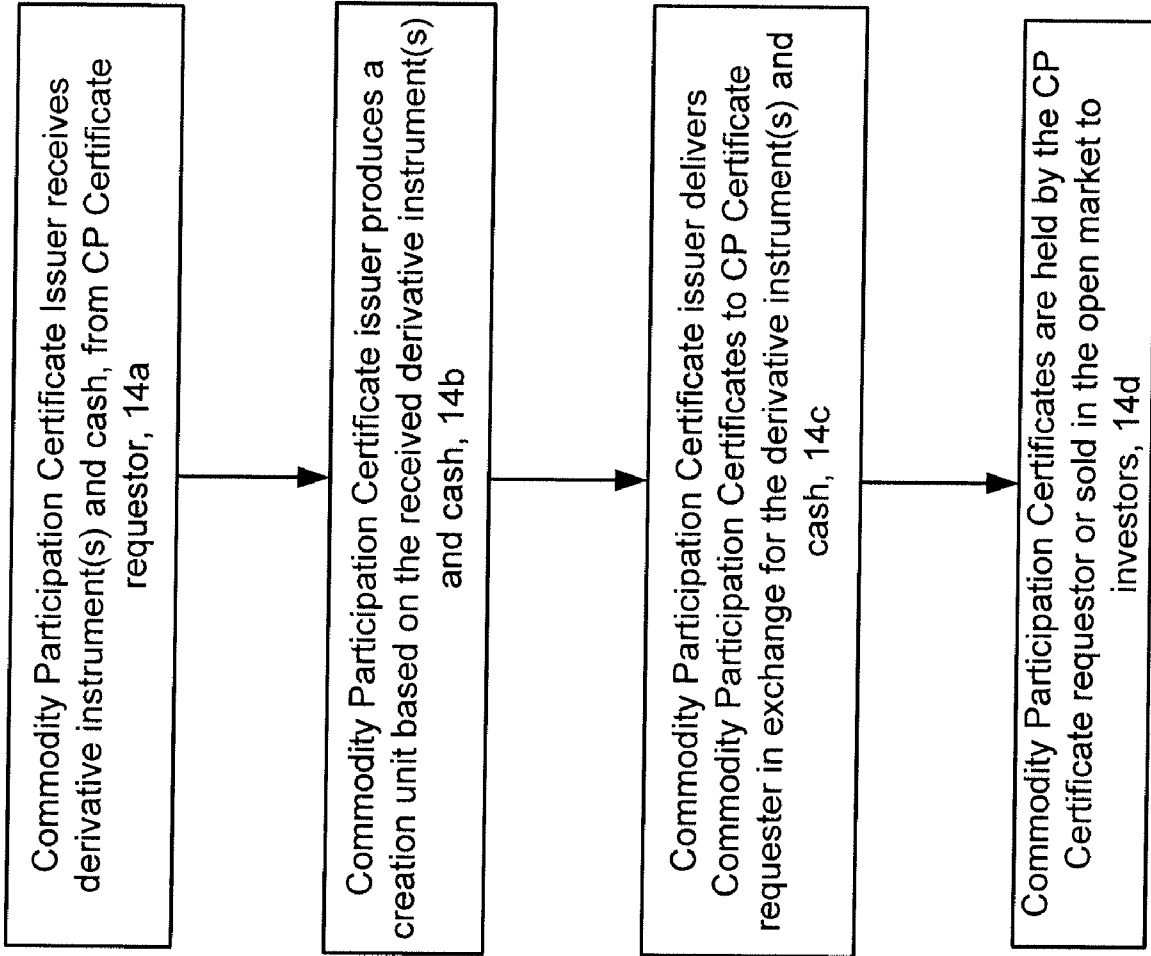 Commodity Participation Certificate Issuer receives
derivative instrument(s) and cash, from CP Certificate
requestor, 14a
Commodity Participation Certificate issuer produces a
creation unit based on the received derivative instrument(s)
and cash, 14b
Commodity Participation Certificate issuer delivers
Commodity Participation Certificates to CP Certificate
requester in exchange for the derivative instrument(s) and
cash, 14c
Commodity Participation Certificates are held by the CP
Certificate requestor or sold in the open market to
investors, 14d